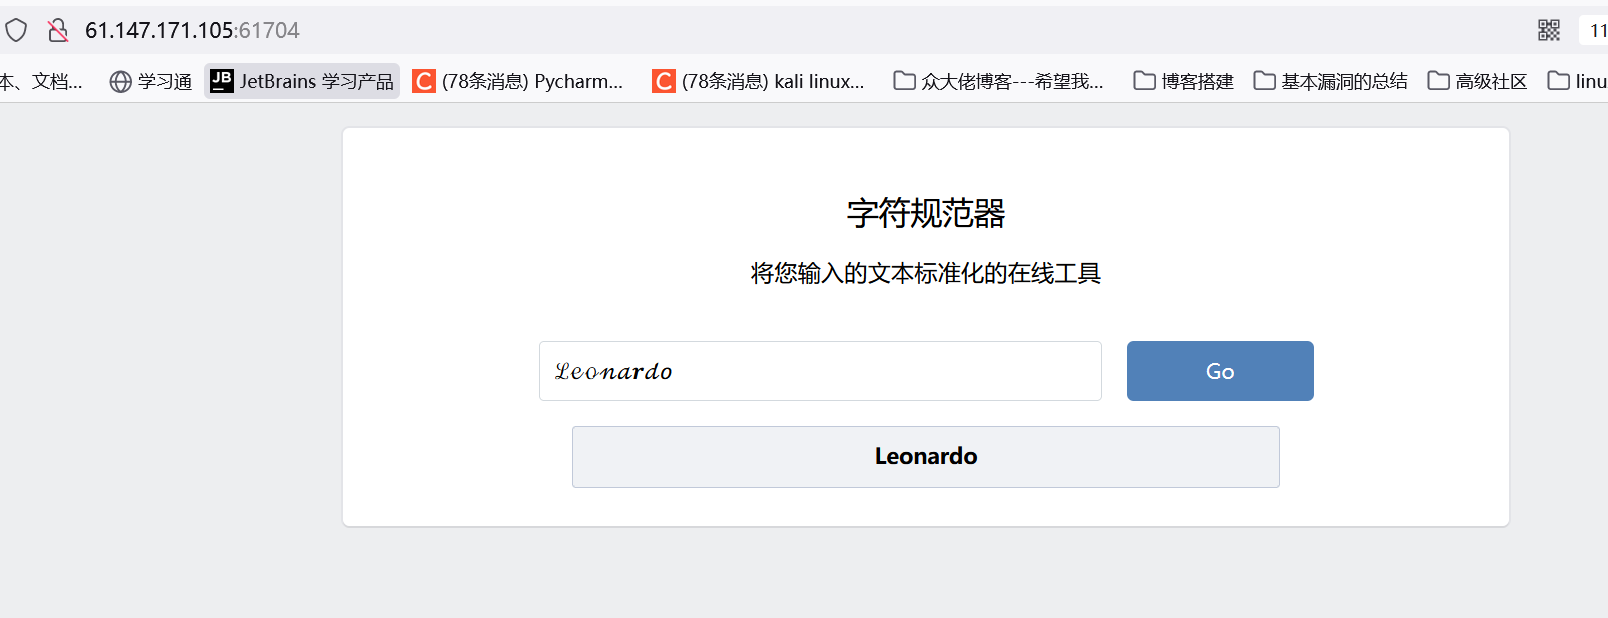 61.147.171.105:61704
11
本、文档... 学习通 JB JetBrains 学习产品 C (78条消息) Pycharm... C (78条消息) kali linux... 众大佬博客---希望我... 博客搭建 基本漏洞的总结 高级社区 linu
字符规范器
将您输入的文本标准化的在线工具
ℒℯℴ𝓃𝒶𝓇𝒹ℴ Go
Leonardo